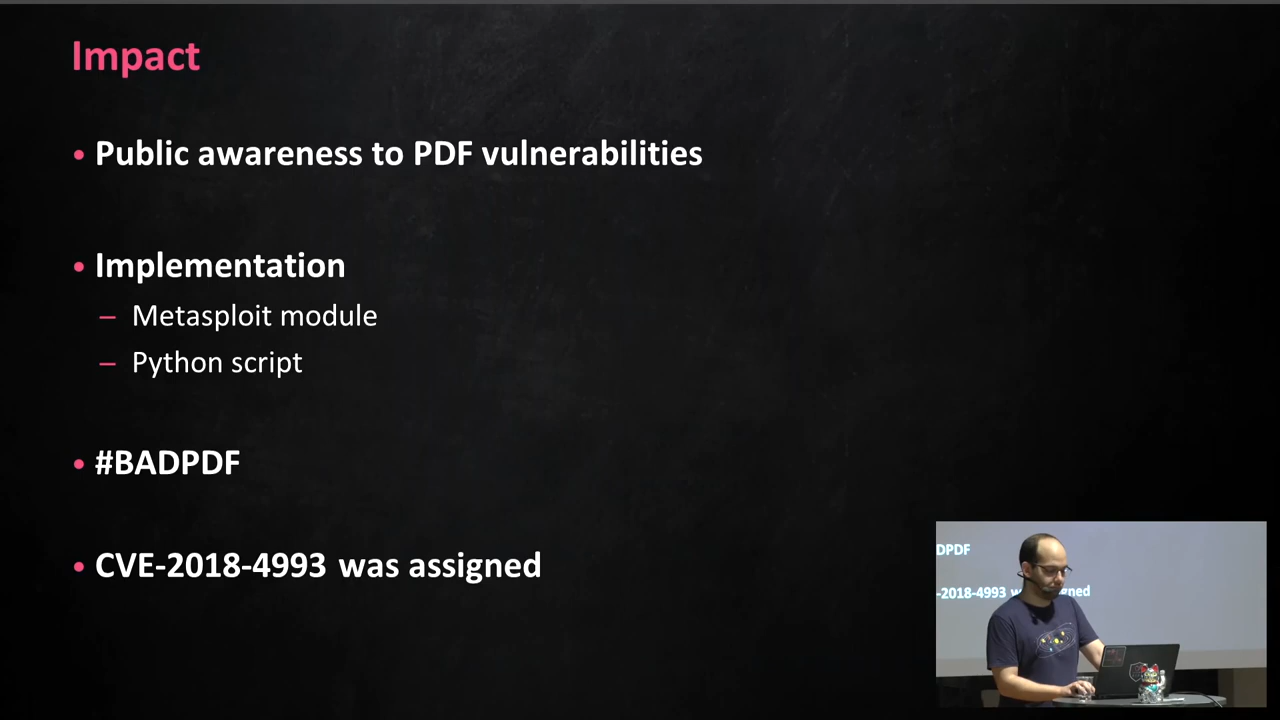 Impact
• Public awareness to PDF vulnerabilities
• Implementation
– Metasploit module
– Python script
• #BADPDF
• CVE-2018-4993 was assigned
DPDF
-2018-4993 w
gned